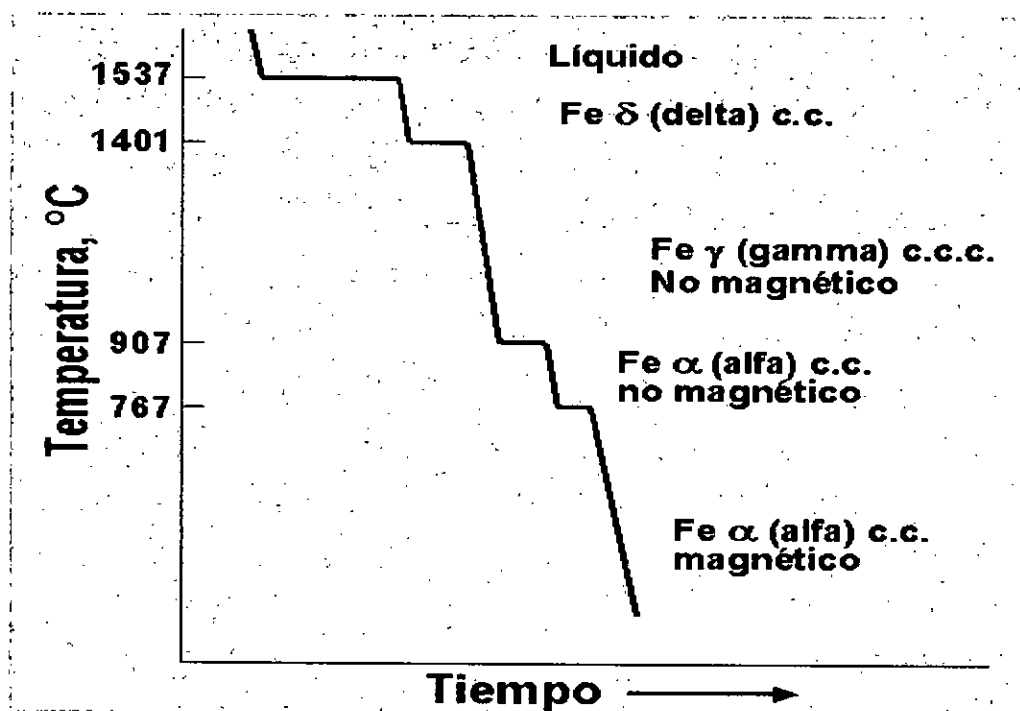 Líquido
1537
Fe δ (delta) c.c.
1401
Temperatura, ºC
Fe γ (gamma) c.c.c.
No magnético
907
Fe α (alfa) c.c.
no magnético
767
Fe α (alfa) c.c.
magnético
Tiempo